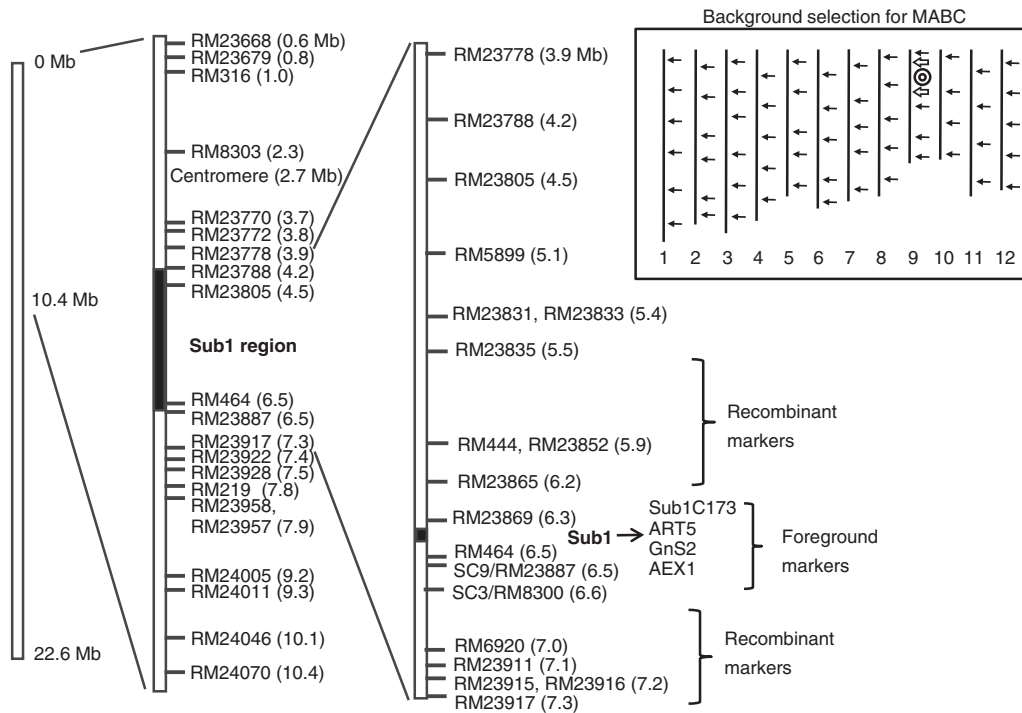 0 Mb
10.4 Mb
22.6 Mb
RM23668 (0.6 Mb)
RM23679 (0.8)
RM316 (1.0)
RM8303 (2.3)
Centromere (2.7 Mb)
RM23770 (3.7)
RM23772 (3.8)
RM23778 (3.9)
RM23788 (4.2)
RM23805 (4.5)
Sub1 region
RM464 (6.5)
RM23887 (6.5)
RM23917 (7.3)
RM23922 (7.4)
RM23928 (7.5)
RM219 (7.8)
RM23958,
RM23957 (7.9)
RM24005 (9.2)
RM24011 (9.3)
RM24046 (10.1)
RM24070 (10.4)
RM23778 (3.9 Mb)
RM23788 (4.2)
RM23805 (4.5)
RM5899 (5.1)
RM23831, RM23833 (5.4)
RM23835 (5.5)
RM444, RM23852 (5.9)
RM23865 (6.2)
RM23869 (6.3)
Sub1
RM464 (6.5)
SC9/RM23887 (6.5)
SC3/RM8300 (6.6)
RM6920 (7.0)
RM23911 (7.1)
RM23915, RM23916 (7.2)
RM23917 (7.3)
Recombinant
markers
Sub1C173
ART5
GnS2
AEX1
Foreground
markers
Recombinant
markers
Background selection for MABC
1 2 3 4 5 6 7 8 9 10 11 12